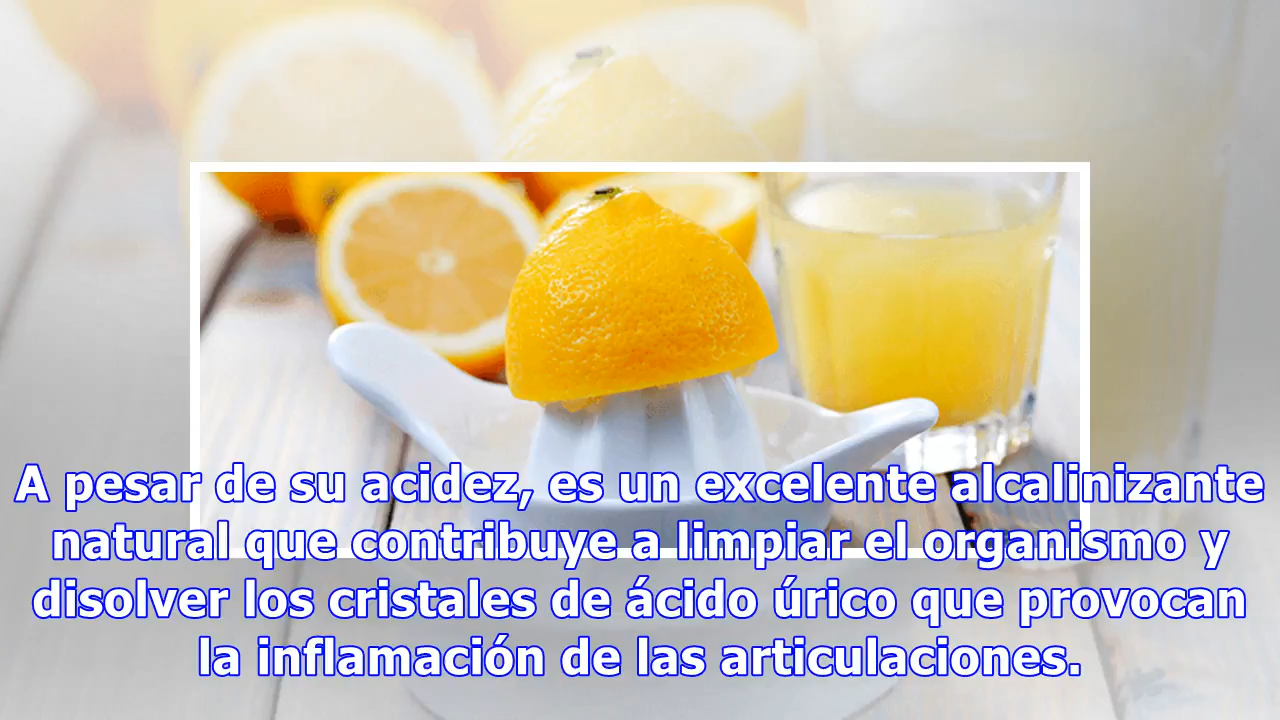 A pesar de su acidez, es un excelente alcalinizante
natural que contribuye a limpiar el organismo y
disolver los cristales de ácido úrico que provocan
la inflamación de las articulaciones.